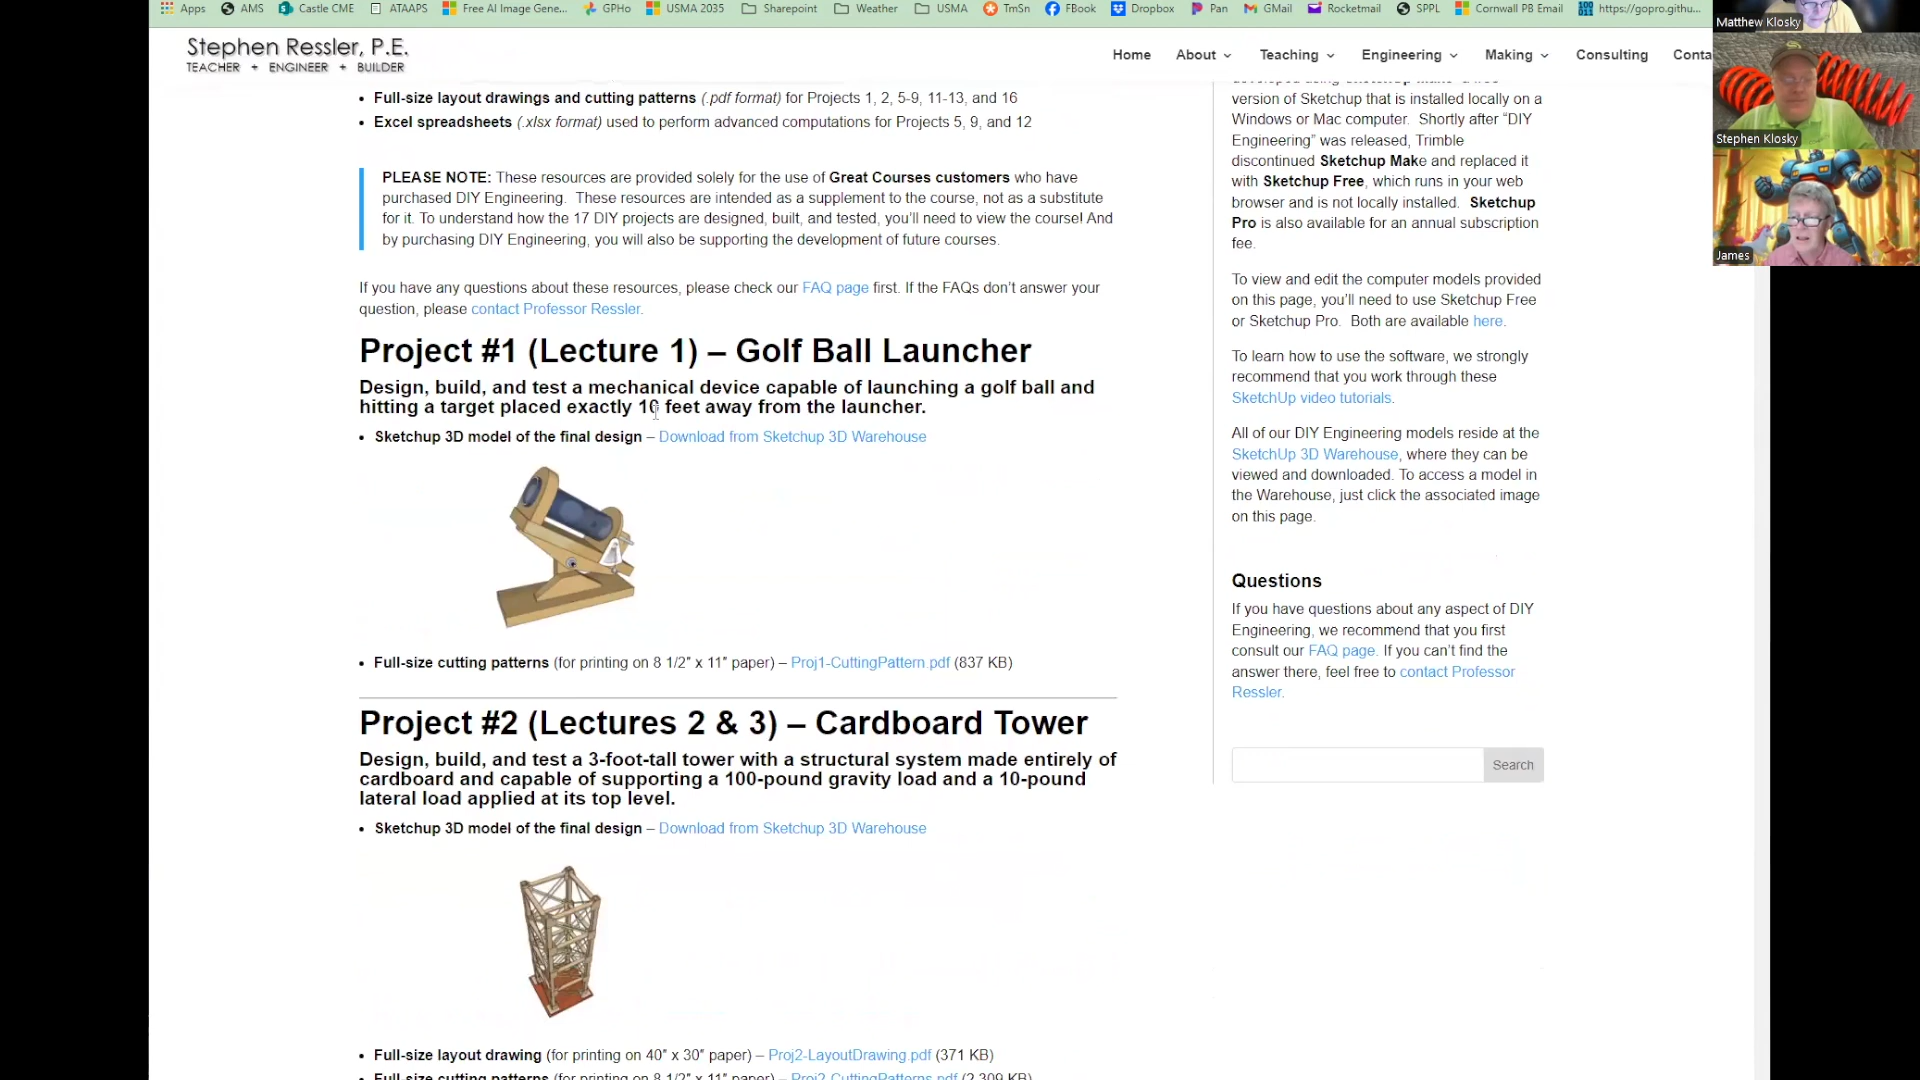 Apps
AMS
Castle CME
ATAAPS
Free AI Image Gene...
GPHo
USMA 2035
Sharepoint
Weather
USMA
TmSn
FBook
Dropbox
Pan
GMail
Rocketmail
SPPL
Cornwall PB Email
https://gopro.githu...
Stephen Ressler, P.E.
TEACHER + ENGINEER + BUILDER
Home
About
Teaching
Engineering
Making
Consulting
Conta
Full-size layout drawings and cutting patterns (.pdf format) for Projects 1, 2, 5-9, 11-13, and 16
Excel spreadsheets (.xlsx format) used to perform advanced computations for Projects 5, 9, and 12
PLEASE NOTE: These resources are provided solely for the use of Great Courses customers who have
purchased DIY Engineering. These resources are intended as a supplement to the course, not as a substitute
for it. To understand how the 17 DIY projects are designed, built, and tested, you'll need to view the course! And
by purchasing DIY Engineering, you will also be supporting the development of future courses.
If you have any questions about these resources, please check our FAQ page first. If the FAQs don't answer your
question, please contact Professor Ressler.
Project #1 (Lecture 1) – Golf Ball Launcher
Design, build, and test a mechanical device capable of launching a golf ball and
hitting a target placed exactly 10 feet away from the launcher.
Sketchup 3D model of the final design – Download from Sketchup 3D Warehouse
Full-size cutting patterns (for printing on 8 1/2" x 11" paper) – Proj1-CuttingPattern.pdf (837 KB)
Project #2 (Lectures 2 & 3) – Cardboard Tower
Design, build, and test a 3-foot-tall tower with a structural system made entirely of
cardboard and capable of supporting a 100-pound gravity load and a 10-pound
lateral load applied at its top level.
Sketchup 3D model of the final design – Download from Sketchup 3D Warehouse
Full-size layout drawing (for printing on 40" x 30" paper) – Proj2-LayoutDrawing.pdf (371 KB)
Full-size cutting patterns (for printing on 8 1/2" x 11" paper) – Proj2-CuttingPatterns.pdf (2,309 KB)
version of Sketchup that is installed locally on a
Windows or Mac computer. Shortly after "DIY
Engineering" was released, Trimble
discontinued Sketchup Make and replaced it
with Sketchup Free, which runs in your web
browser and is not locally installed. Sketchup
Pro is also available for an annual subscription
fee.
To view and edit the computer models provided
on this page, you'll need to use Sketchup Free
or Sketchup Pro. Both are available here.
To learn how to use the software, we strongly
recommend that you work through these
SketchUp video tutorials.
All of our DIY Engineering models reside at the
SketchUp 3D Warehouse, where they can be
viewed and downloaded. To access a model in
the Warehouse, just click the associated image
on this page.
Questions
If you have questions about any aspect of DIY
Engineering, we recommend that you first
consult our FAQ page. If you can't find the
answer there, feel free to contact Professor
Ressler.
Search
Matthew Klosky
Stephen Klosky
James